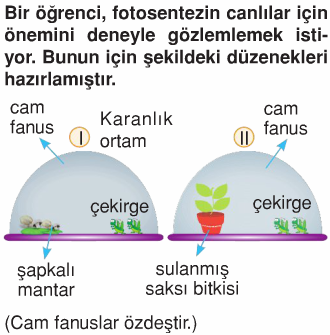 Bir öğrenci, fotosentezin canlılar için
önemini deneyle gözlemlemek isti-
yor. Bunun için şekildeki düzenekleri
hazırlamıştır.
cam
fanus
I
Karanlık
ortam
II
cam
fanus
çekirge
çekirge
şapkalı
mantar
sulanmış
saksı bitkisi
(Cam fanuslar özdeştir.)